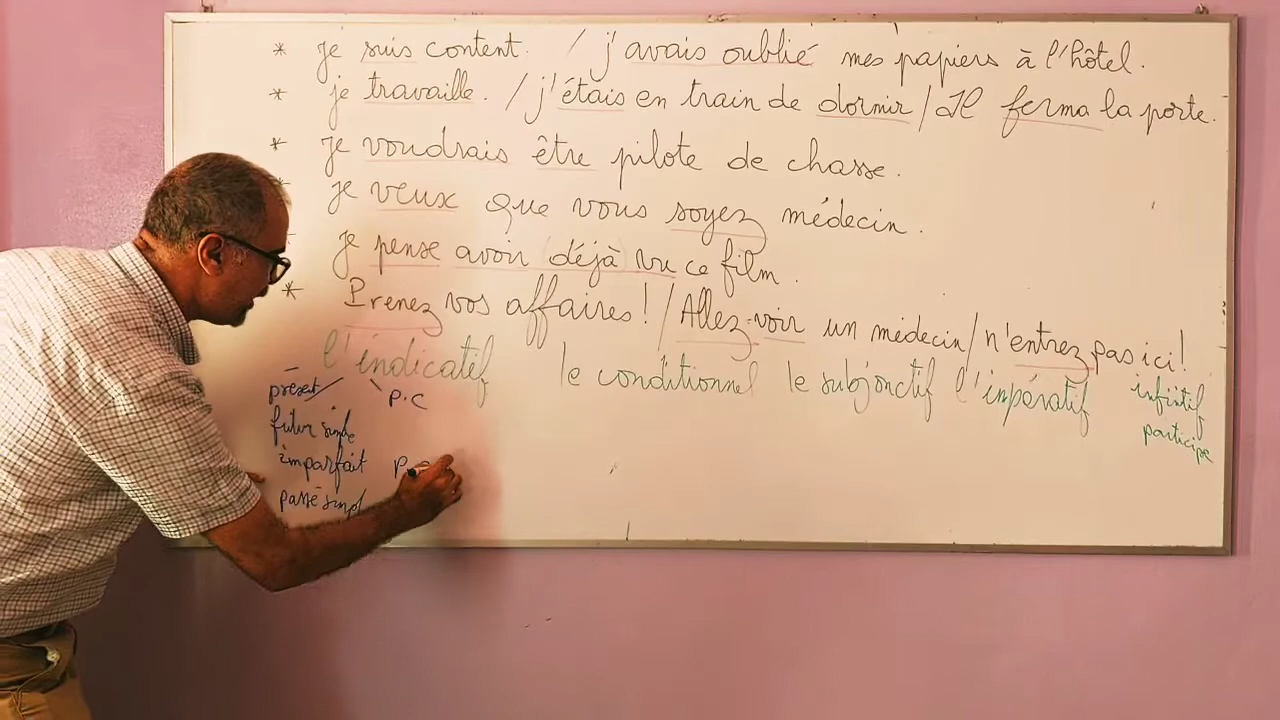 * je suis content. / j'avais oublié mes papiers à l'hôtel.
* je travaille. / j'étais en train de dormir / Il ferma la porte.
* je voudrais être pilote de chasse.
je veux que vous soyez médecin.
je pense avoir (déjà) vu ce film.
* Prenez vos affaires ! / Allez-voir un médecin / n'entrez pas ici !
l'indicatif le conditionnel le subjonctif l'impératif infinitif
présent P.C participe
futur simple
imparfait
passé simpl